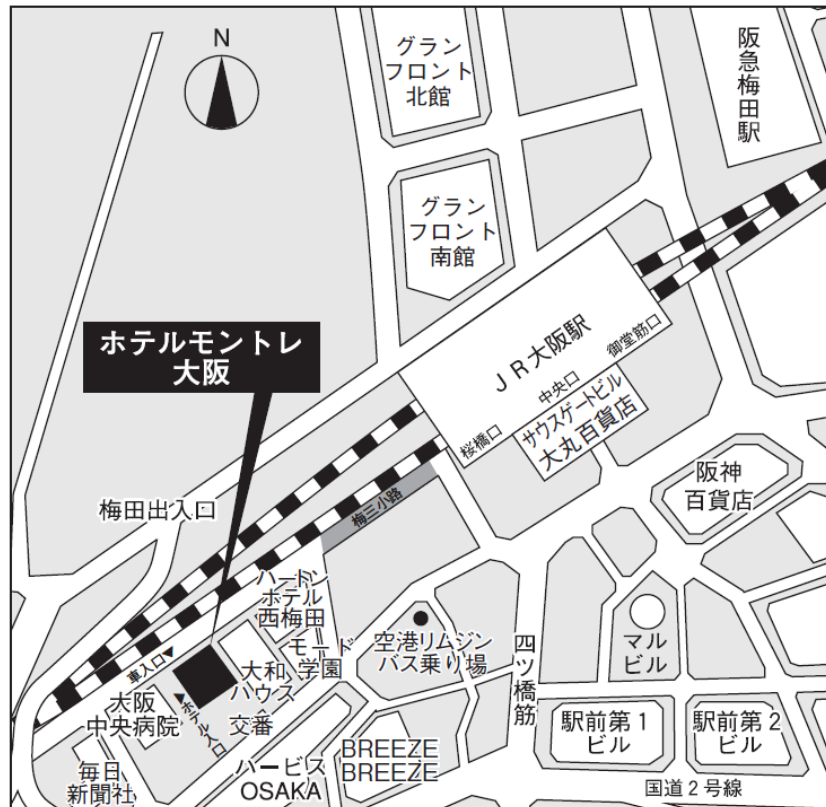 N
グラン
フロント
北館
阪急梅田駅
グラン
フロント
南館
ホテルモントレ
大阪
JR大阪駅
御堂筋口
中央口
桜橋口
サウスゲートビル
大丸百貨店
阪神
百貨店
梅田出入口
梅三小路
ハートン
ホテル
西梅田
モード
学園
空港リムジン
バス乗り場
四ツ橋筋
マル
ビル
車入口▶
大和
ハウス
大阪
中央病院
▶ホテル入口
交番
駅前第1
ビル
駅前第2
ビル
BREEZE
BREEZE
ハービス
OSAKA
毎日
新聞社
国道2号線